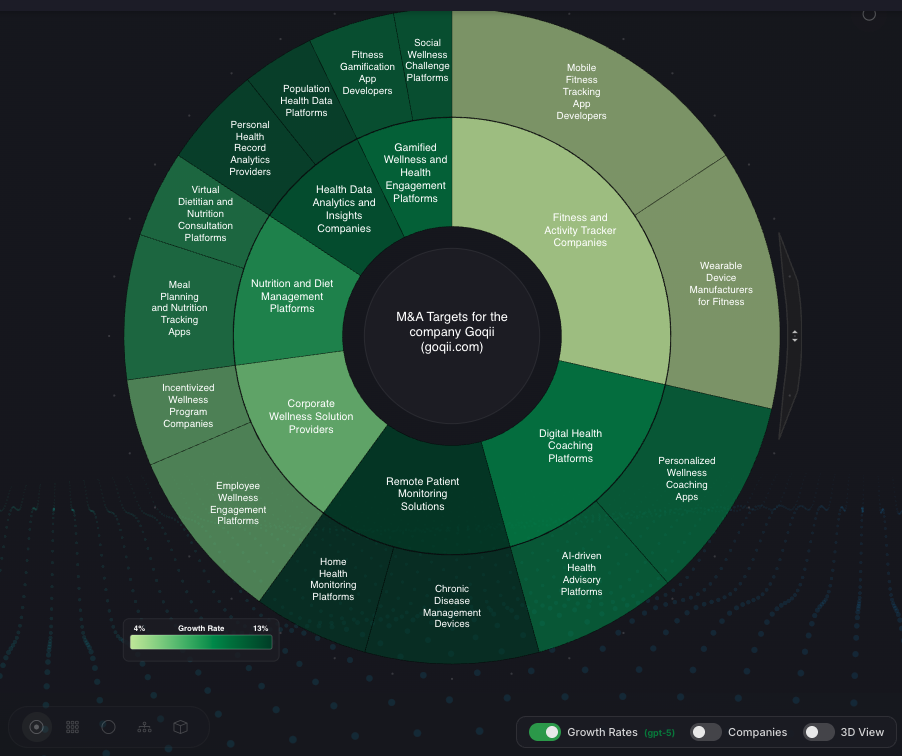 Social
Wellness
Challenge
Platforms
Fitness
Gamification
App
Developers
Population
Health Data
Platforms
Personal
Health
Record
Analytics
Providers
Virtual
Dietitian and
Nutrition
Consultation
Platforms
Meal
Planning
and Nutrition
Tracking
Apps
Incentivized
Wellness
Program
Companies
Employee
Wellness
Engagement
Platforms
Home
Health
Monitoring
Platforms
Chronic
Disease
Management
Devices
AI-driven
Health
Advisory
Platforms
Personalized
Wellness
Coaching
Apps
Wearable
Device
Manufacturers
for Fitness
Mobile
Fitness
Tracking
App
Developers
Gamified
Wellness and
Health
Engagement
Platforms
Health Data
Analytics and
Insights
Companies
Nutrition and Diet
Management
Platforms
Corporate
Wellness Solution
Providers
Remote Patient
Monitoring
Solutions
Digital Health
Coaching
Platforms
Fitness and
Activity Tracker
Companies
M&A Targets for the
company Goqii
(goqii.com)
4% Growth Rate 13%
Growth Rates (gpt-5) Companies 3D View